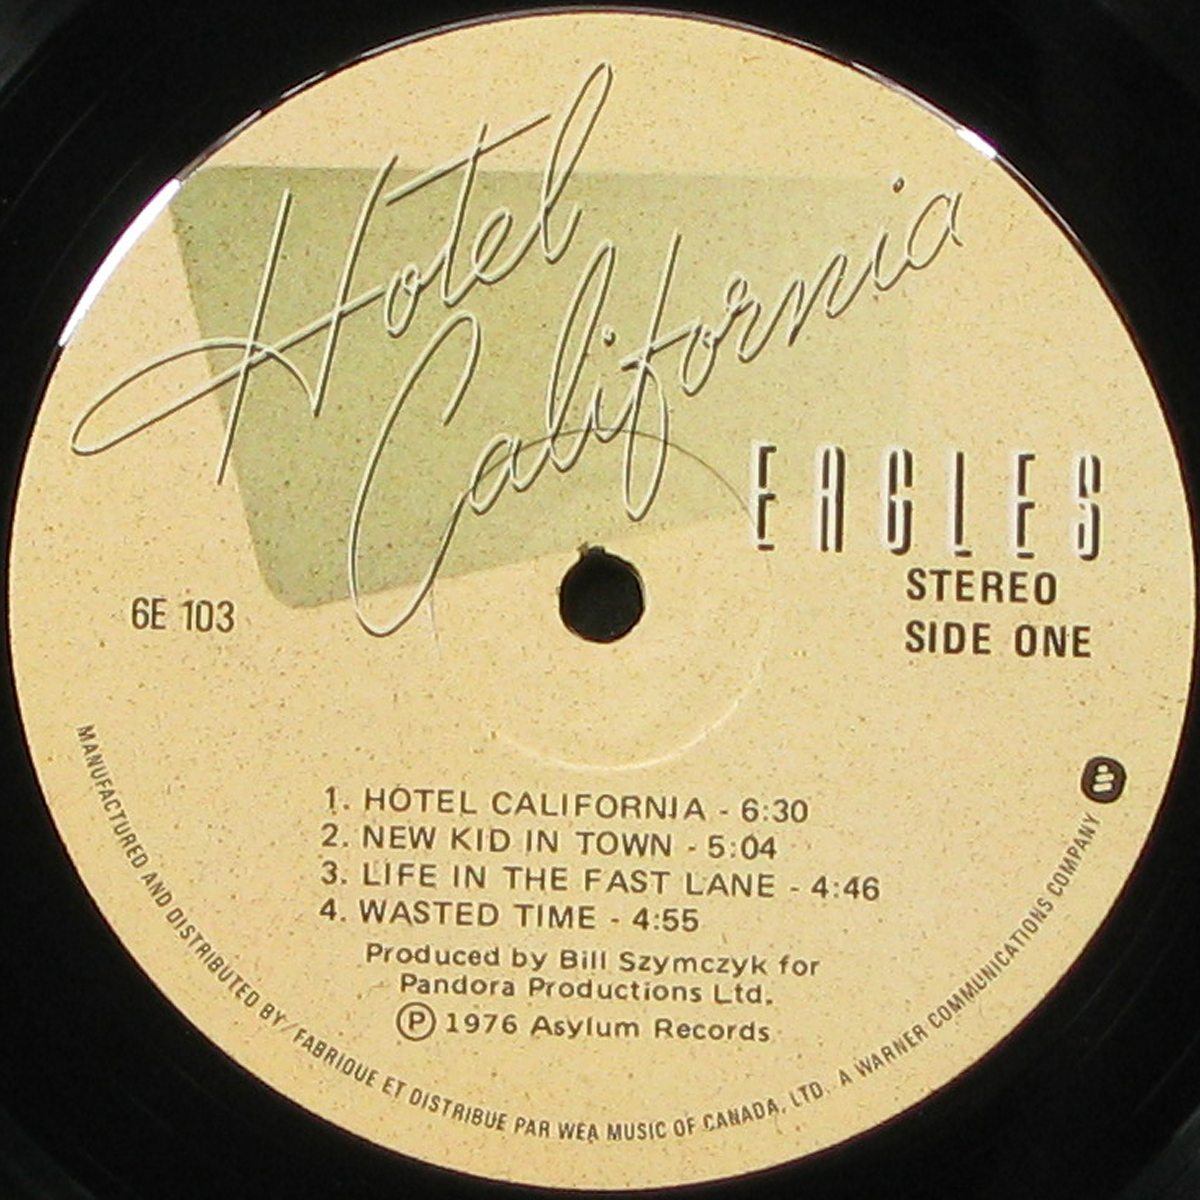 Hotel
California
EAGLES
STEREO
SIDE ONE
6E 103
1. HOTEL CALIFORNIA - 6:30
2. NEW KID IN TOWN - 5:04
3. LIFE IN THE FAST LANE - 4:46
4. WASTED TIME - 4:55
Produced by Bill Szymczyk for
Pandora Productions Ltd.
Ⓟ 1976 Asylum Records
MANUFACTURED AND DISTRIBUTED BY/FABRIQUE ET DISTRIBUE PAR WEA MUSIC OF CANADA, LTD. A WARNER COMMUNICATIONS COMPANY